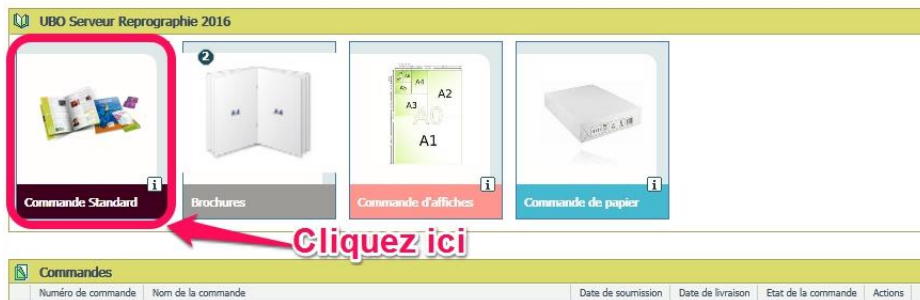 UBO Serveur Reprographie 2016
2
A4
A4
A4
A5
A3
A2
A0
A1
i
i
i
Commande Standard
Brochures
Commande d'affiches
Commande de papier
Cliquez ici
Commandes
Numéro de commande
Nom de la commande
Date de soumission
Date de livraison
Etat de la commande
Actions